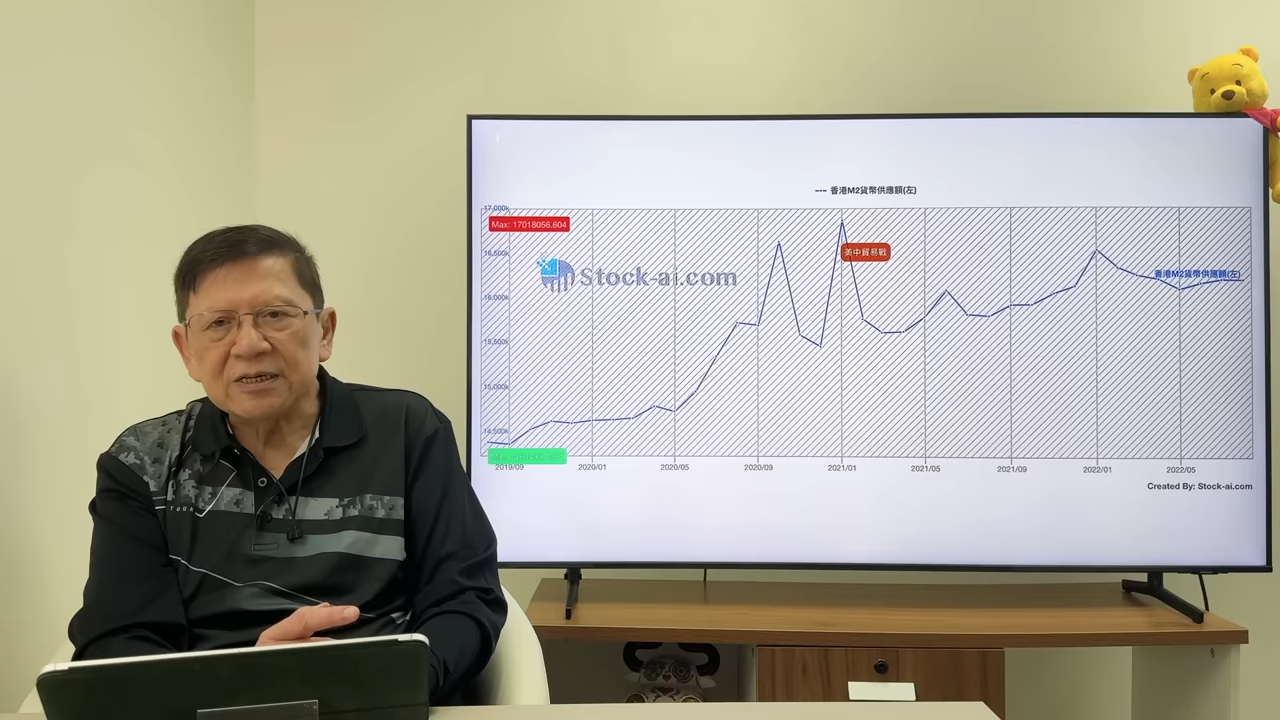 香港M2貨幣供應額(左)
17,000k
Max: 17018056.604
16,500k
美中貿易戰
Stock-ai.com
香港M2貨幣供應額(左)
16,000k
15,500k
15,000k
14,500k
2019/09 2020/01 2020/05 2020/09 2021/01 2021/05 2021/09 2022/01 2022/05
Created By: Stock-ai.com
TOUR